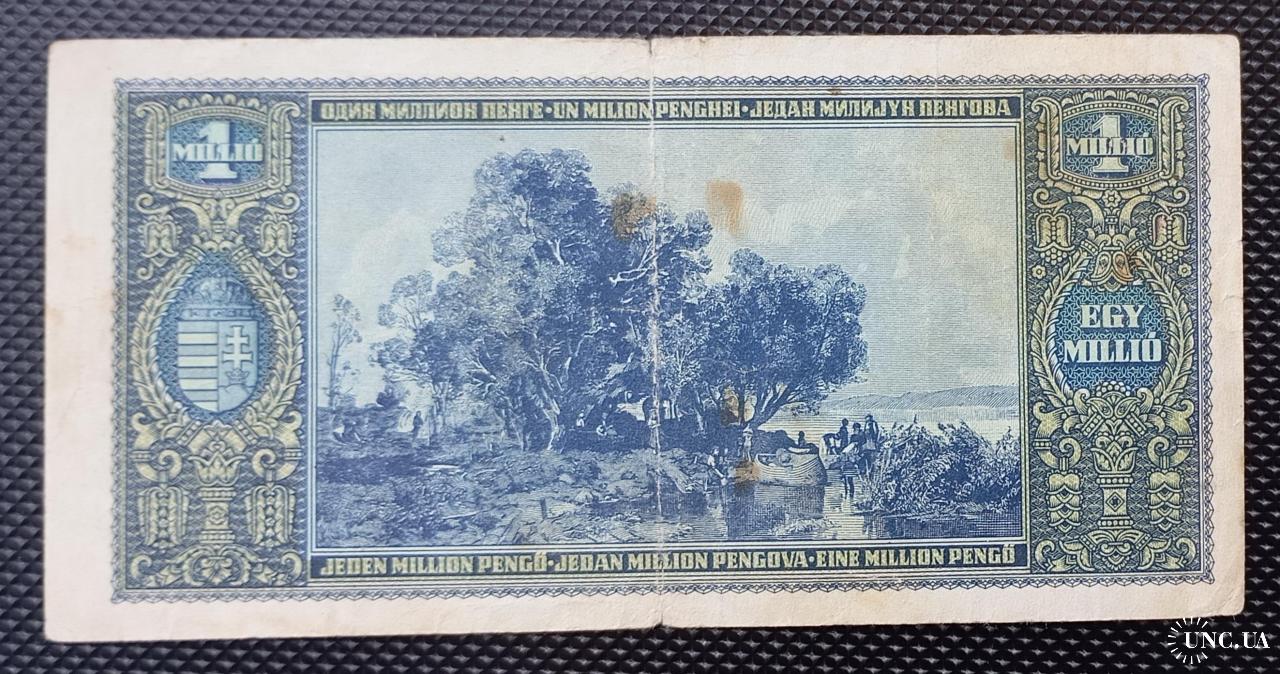 ОДИН МИЛЛИОН ПЕНГЕ • UN MILION PENGHEI • ЈЕДАН МИЛИЈУН ПЕНГОВА
1
MILLIÓ
1
MILLIÓ
EGY
MILLIÓ
JEDEN MILLION PENGŐ • JEDAN MILLION PENGOVA • EINE MILLION PENGŐ
UNC.UA